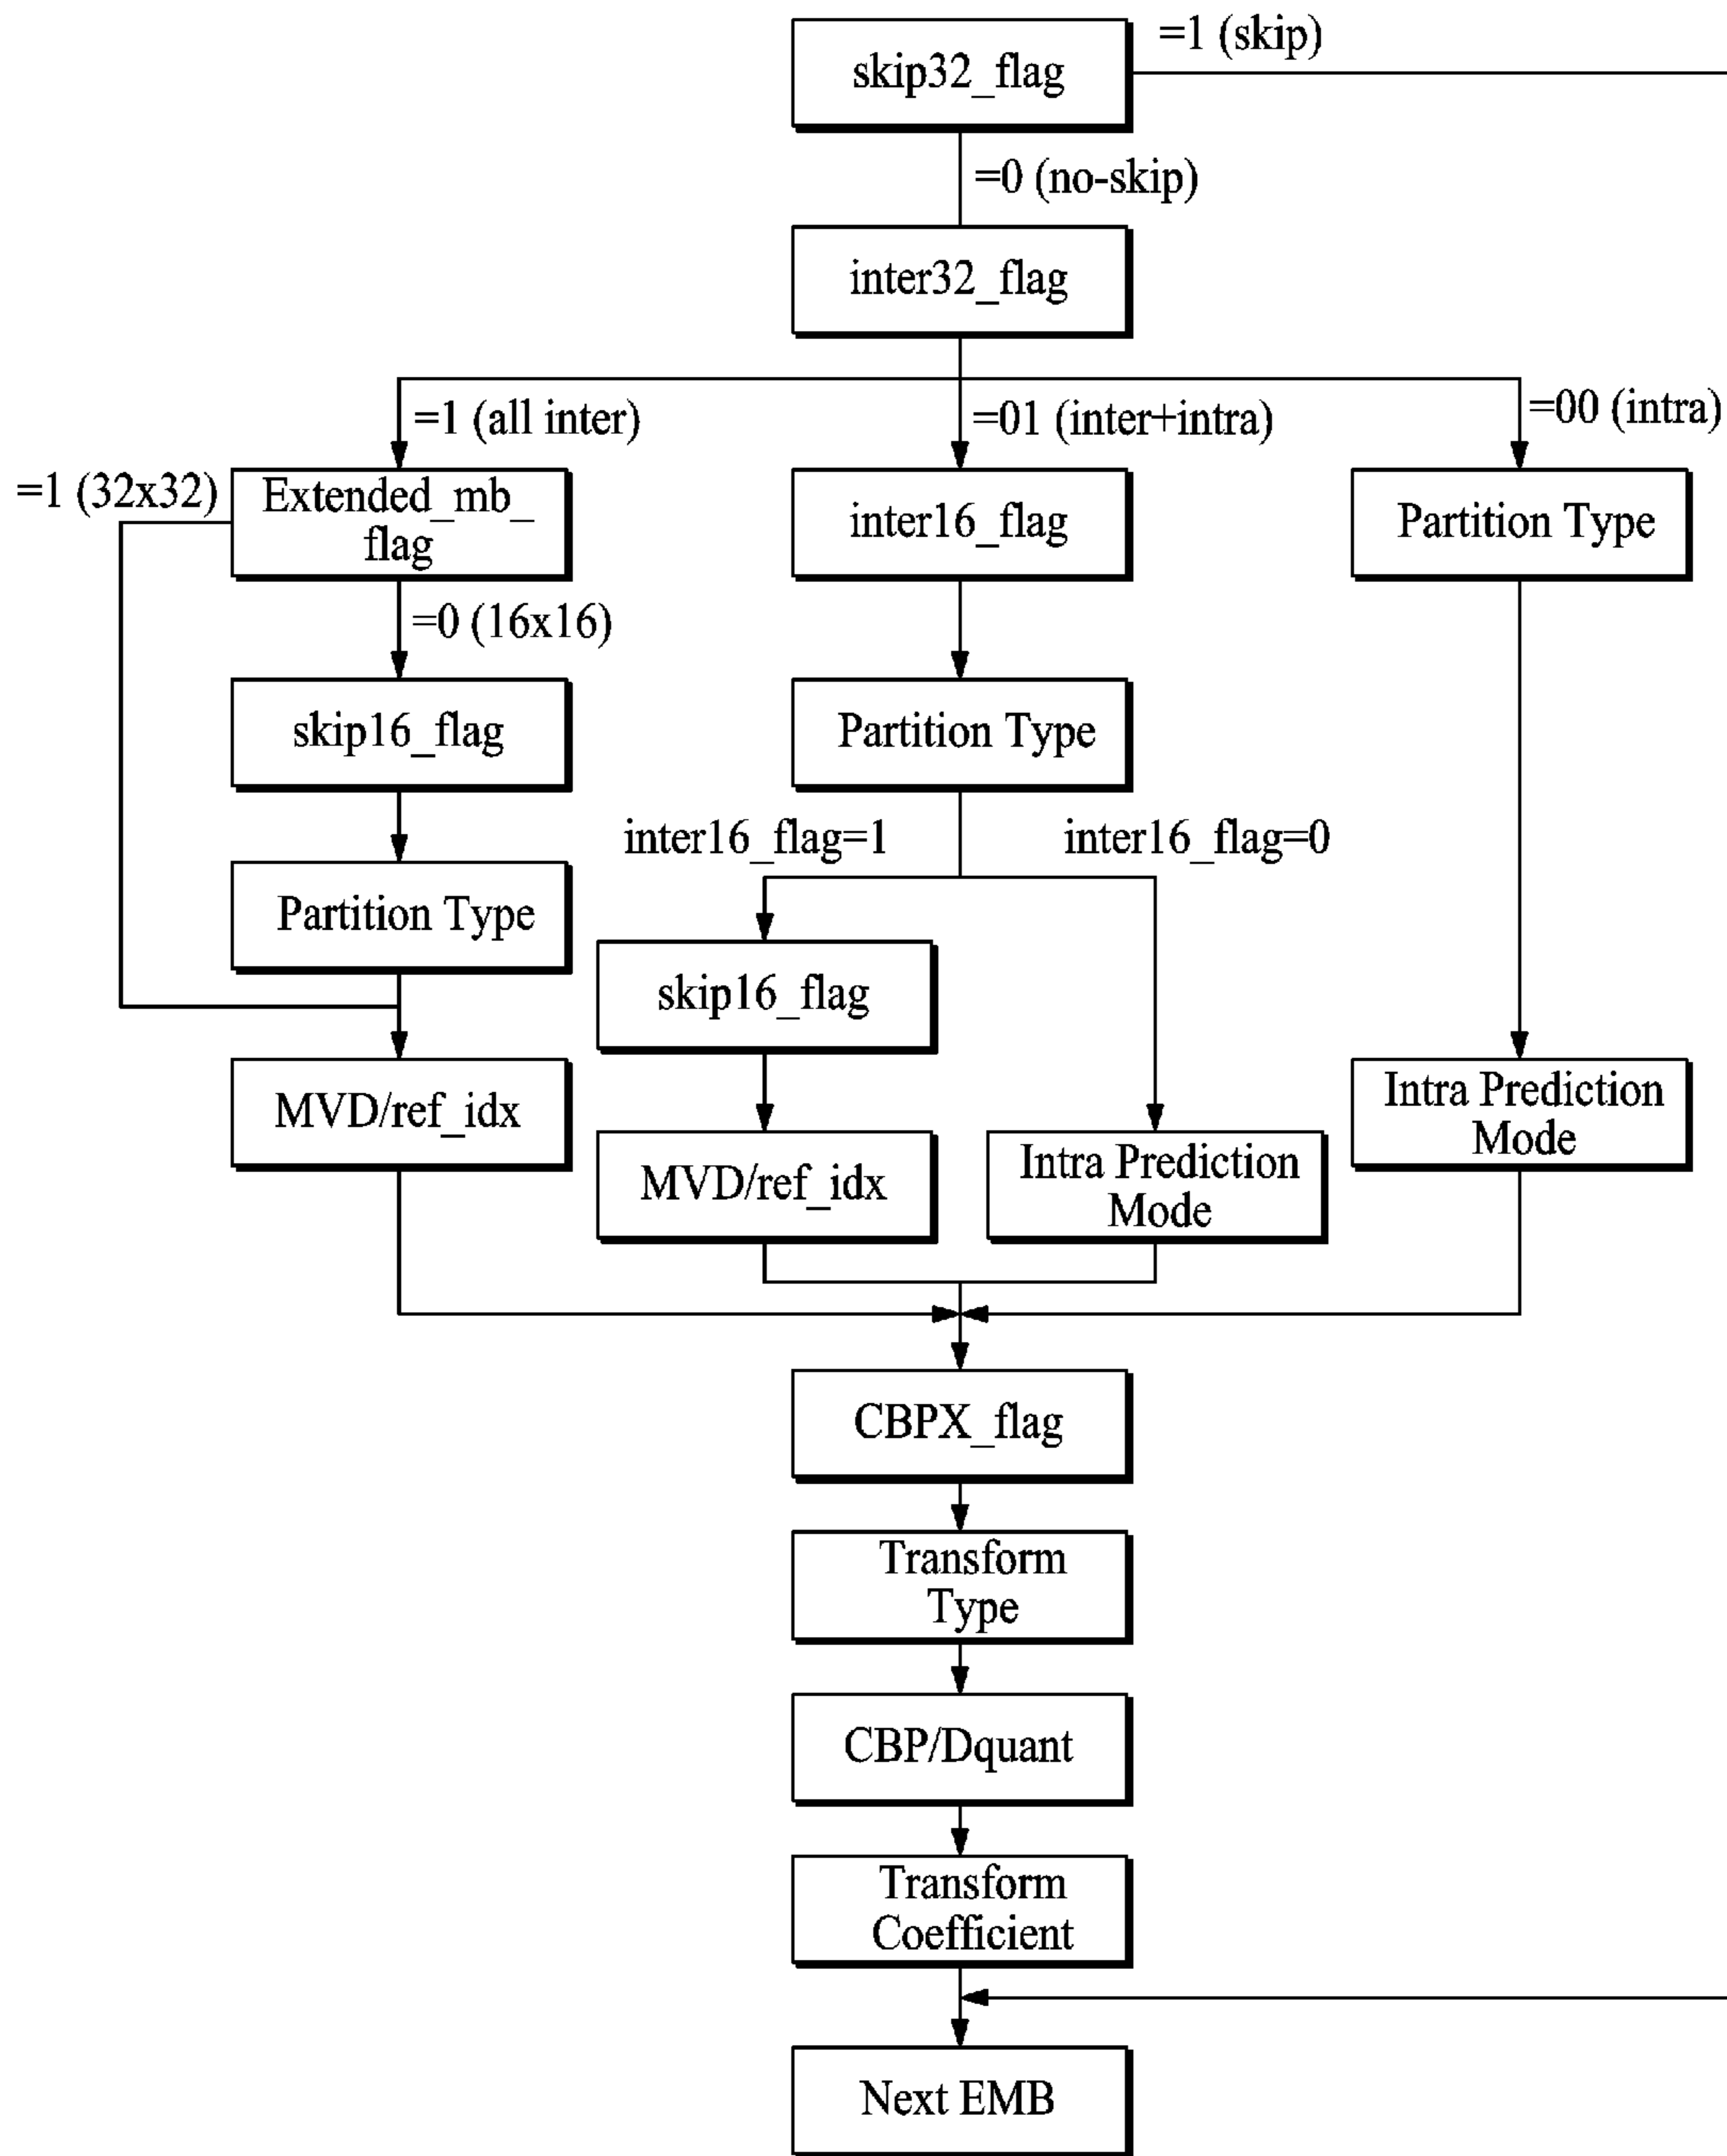 skip32_flag
=1 (skip)
=0 (no-skip)
inter32_flag
=1 (all inter)
=01 (inter+intra)
=00 (intra)
=1 (32x32)
Extended_mb_
flag
inter16_flag
Partition Type
=0 (16x16)
skip16_flag
Partition Type
inter16_flag=1
inter16_flag=0
Partition Type
skip16_flag
MVD/ref_idx
Intra Prediction
Mode
MVD/ref_idx
Intra Prediction
Mode
CBPX_flag
Transform
Type
CBP/Dquant
Transform
Coefficient
Next EMB